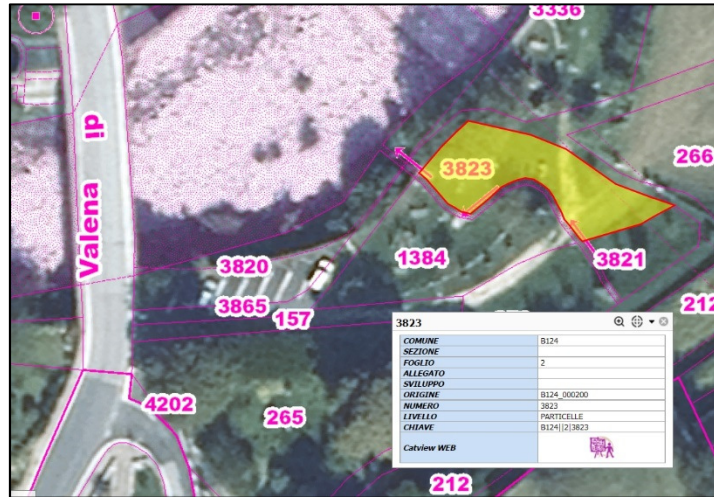 3336
Valena
di
3823
266
3820
1384
3821
3865
157
212
4202
265
212
3823
COMUNE B124
SEZIONE
FOGLIO 2
ALLEGATO
SVILUPPO
ORIGINE B124_000200
NUMERO 3823
LIVELLO PARTICELLE
CHIAVE B124||2|3823
Catview WEB